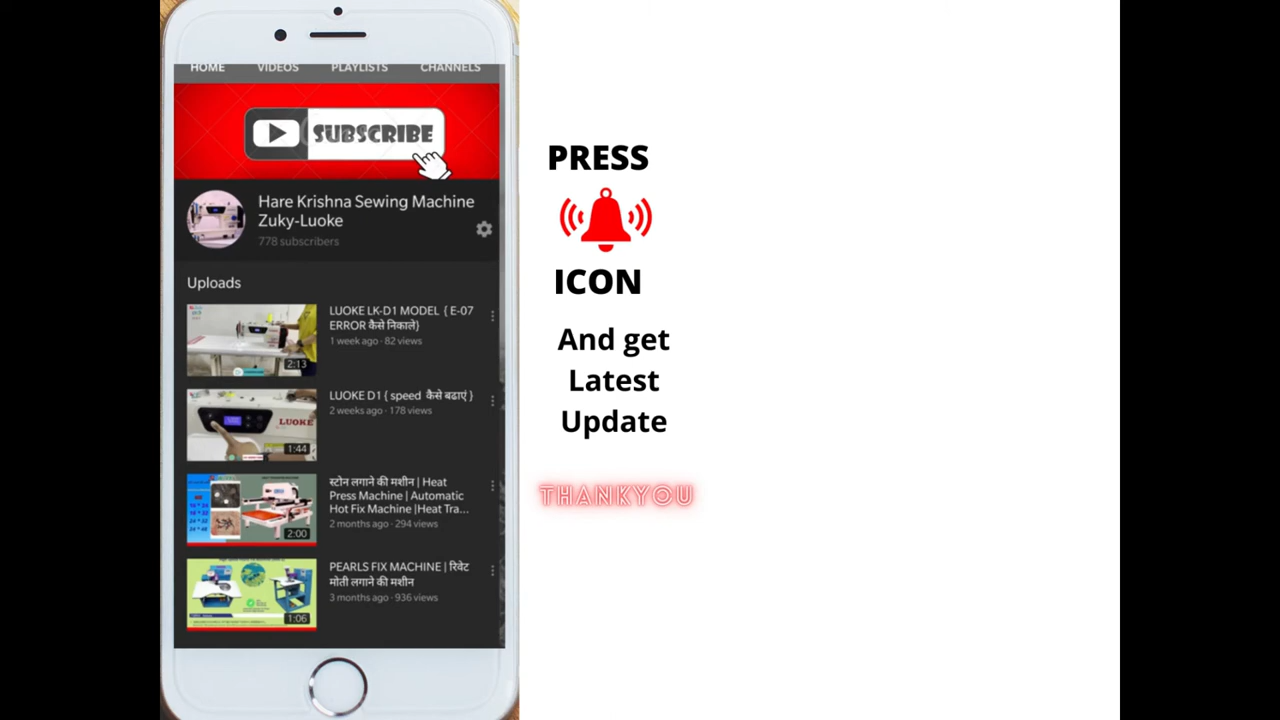 HOME VIDEOS PLAYLISTS CHANNELS
SUBSCRIBE
Hare Krishna Sewing Machine
Zuky-Luoke
778 subscribers
Uploads
LUOKE LK-D1 MODEL { E-07
ERROR कैसे निकाले}
1 week ago · 82 views
2:13
LUOKE D1 { speed कैसे बढाएं }
2 weeks ago · 178 views
LUOKE
1:44
स्टोन लगाने की मशीन | Heat
Press Machine | Automatic
Hot Fix Machine |Heat Tra...
2 months ago · 294 views
2:00
PEARLS FIX MACHINE | रिवेट
मोती लगाने की मशीन
3 months ago · 936 views
1:06
PRESS
ICON
And get
Latest
Update
THANKYOU